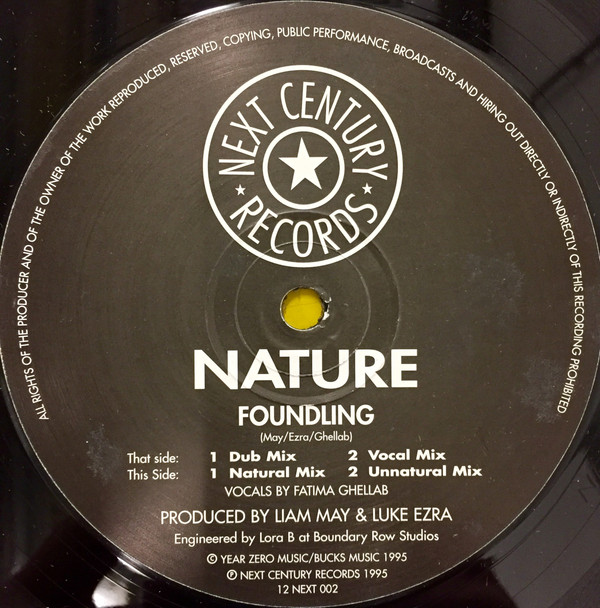 ALL RIGHTS OF THE PRODUCER AND OF THE OWNER OF THE WORK REPRODUCED, RESERVED, COPYING, PUBLIC PERFORMANCE, BROADCASTS AND HIRING OUT DIRECTLY OR INDIRECTLY OF THIS RECORDING PROHIBITED
NEXT CENTURY
RECORDS
NATURE
FOUNDLING
(May/Ezra/Ghellab)
That side: 1 Dub Mix 2 Vocal Mix
This Side: 1 Natural Mix 2 Unnatural Mix
VOCALS BY FATIMA GHELLAB
PRODUCED BY LIAM MAY & LUKE EZRA
Engineered by Lora B at Boundary Row Studios
© YEAR ZERO MUSIC/BUCKS MUSIC 1995
℗ NEXT CENTURY RECORDS 1995
12 NEXT 002